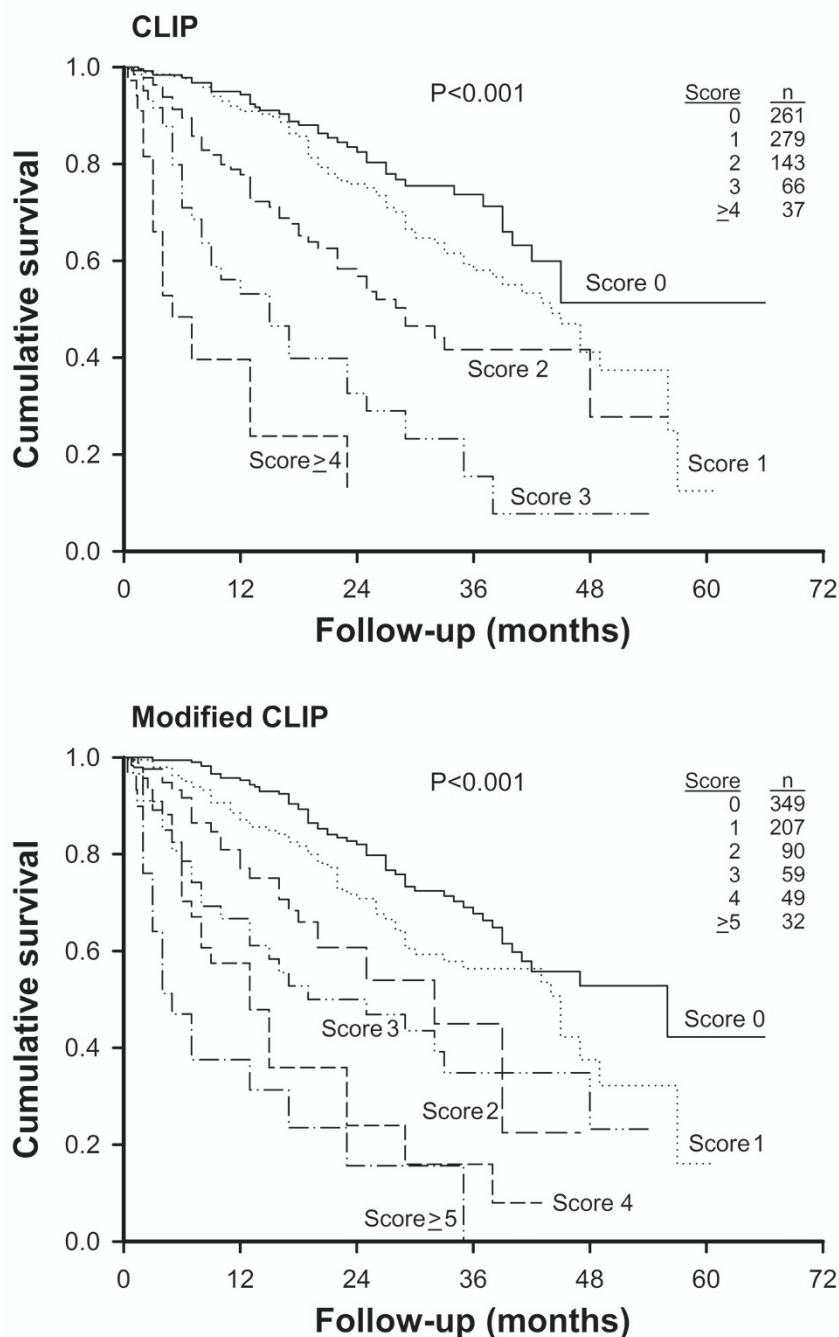 CLIP
1.0
0.8
0.6
0.4
0.2
0.0
Cumulative survival
P<0.001
Score n
0 261
1 279
2 143
3 66
≥4 37
Score 0
Score 2
Score 1
Score ≥4
Score 3
0 12 24 36 48 60 72
Follow-up (months)
Modified CLIP
1.0
0.8
0.6
0.4
0.2
0.0
Cumulative survival
P<0.001
Score n
0 349
1 207
2 90
3 59
4 49
≥5 32
Score 3
Score 0
Score 2
Score 1
Score 4
Score ≥5
0 12 24 36 48 60 72
Follow-up (months)